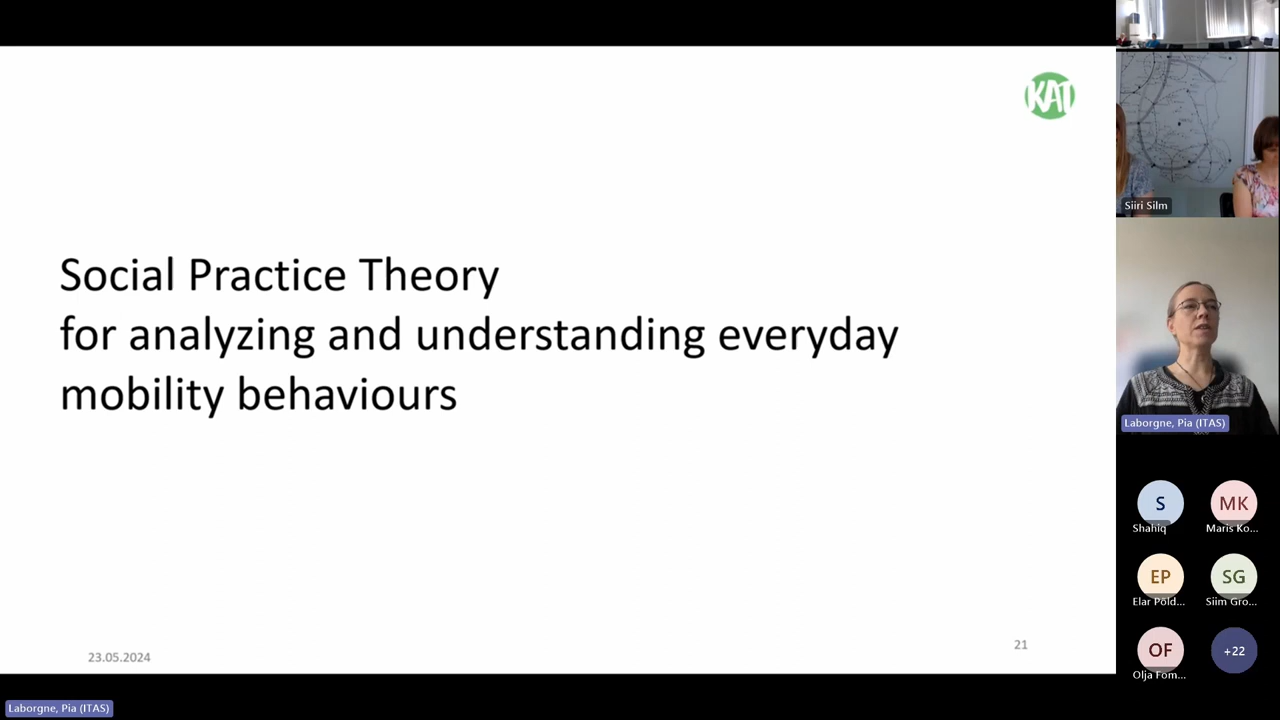 KAT
Social Practice Theory
for analyzing and understanding everyday
mobility behaviours
23.05.2024
21
Laborgne, Pia (ITAS)
Siiri Silm
Laborgne, Pia (ITAS)
S
MK
Shahiq
Maris Ko...
EP
SG
Elar Põld...
Siim Gro...
OF
+22
Olja Fom...